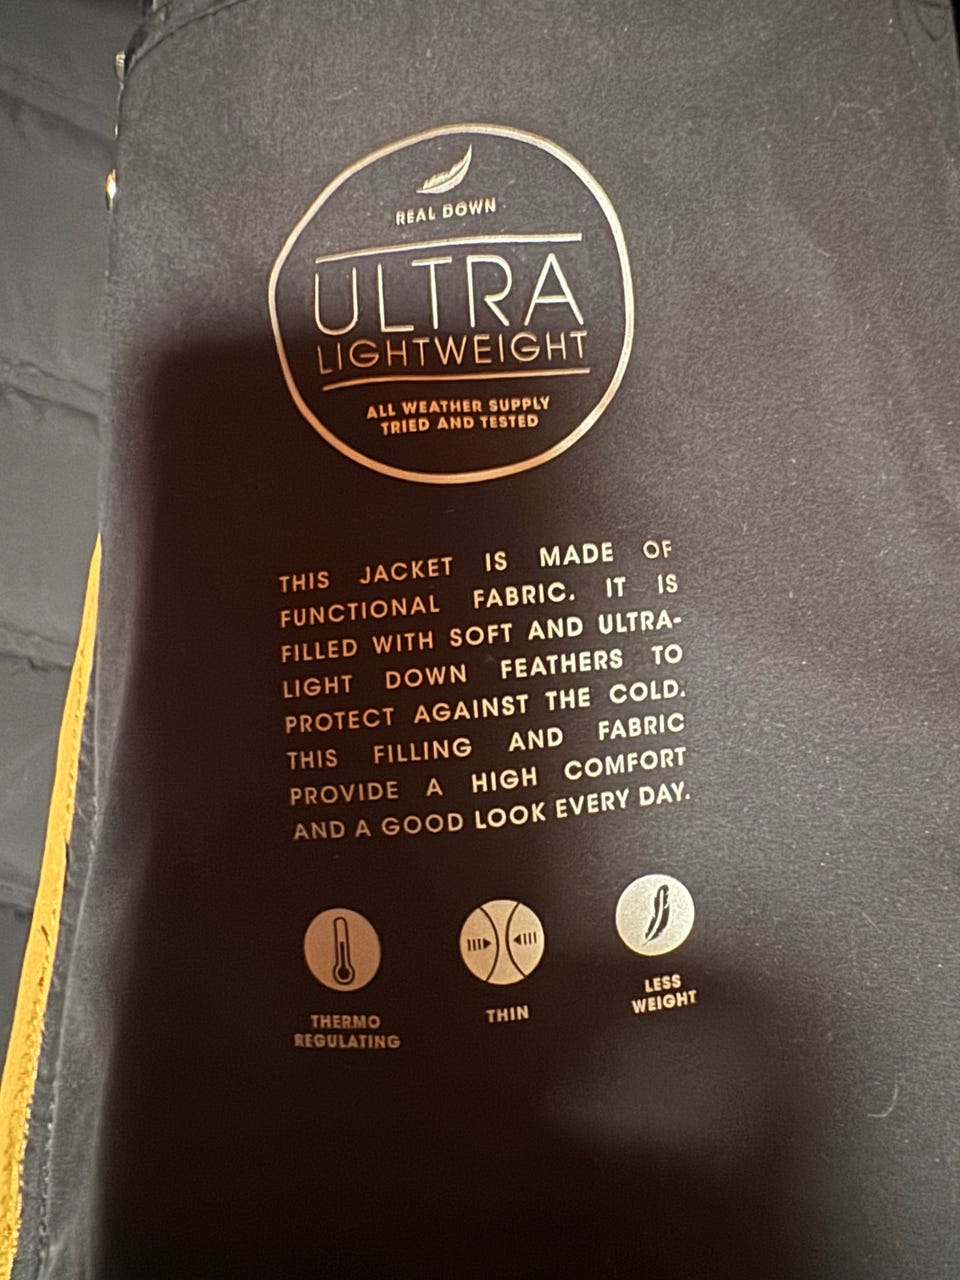 REAL DOWN
ULTRA
LIGHTWEIGHT
ALL WEATHER SUPPLY
TRIED AND TESTED
THIS JACKET IS MADE OF
FUNCTIONAL FABRIC. IT IS
FILLED WITH SOFT AND ULTRA-
LIGHT DOWN FEATHERS TO
PROTECT AGAINST THE COLD.
THIS FILLING AND FABRIC
PROVIDE A HIGH COMFORT
AND A GOOD LOOK EVERY DAY.
THERMO
REGULATING
THIN
LESS
WEIGHT